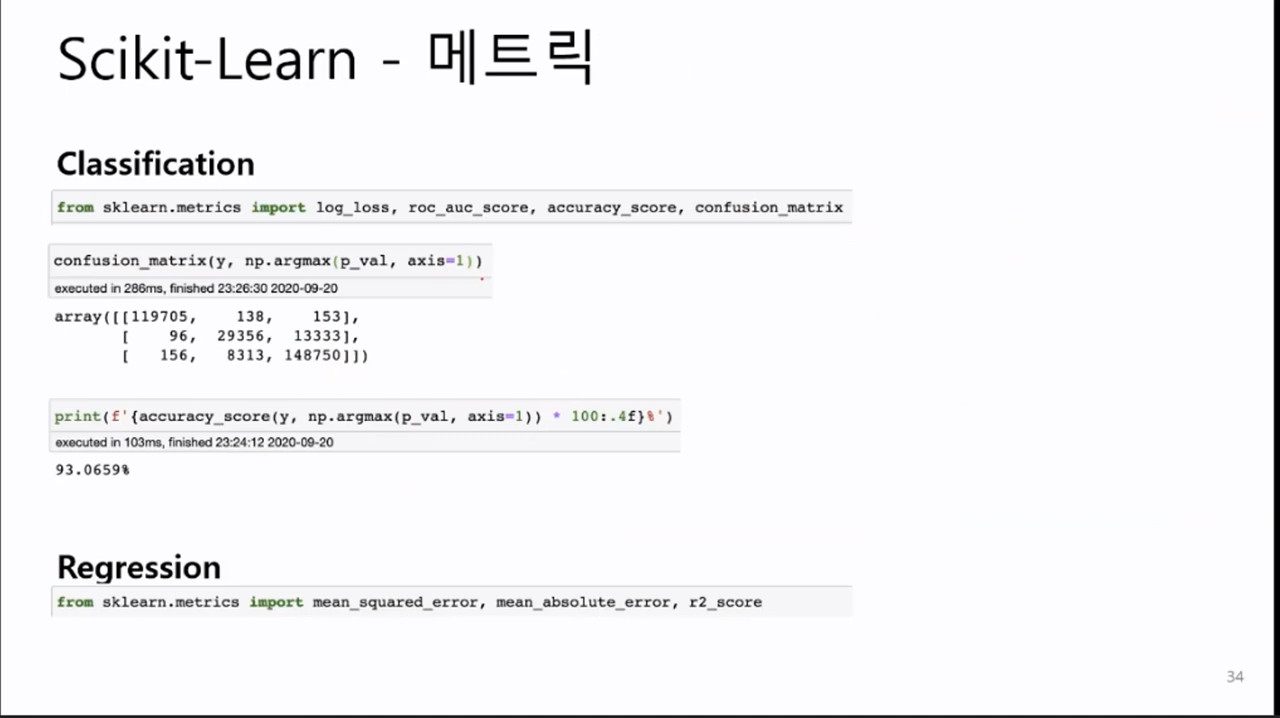 Scikit-Learn - 메트릭
Classification
from sklearn.metrics import log_loss, roc_auc_score, accuracy_score, confusion_matrix
confusion_matrix(y, np.argmax(p_val, axis=1))
executed in 286ms, finished 23:26:30 2020-09-20
array([[119705, 138, 153],
[ 96, 29356, 13333],
[ 156, 8313, 148750]])
print(f'{accuracy_score(y, np.argmax(p_val, axis=1)) * 100:.4f}%')
executed in 103ms, finished 23:24:12 2020-09-20
93.0659%
Regression
from sklearn.metrics import mean_squared_error, mean_absolute_error, r2_score
34